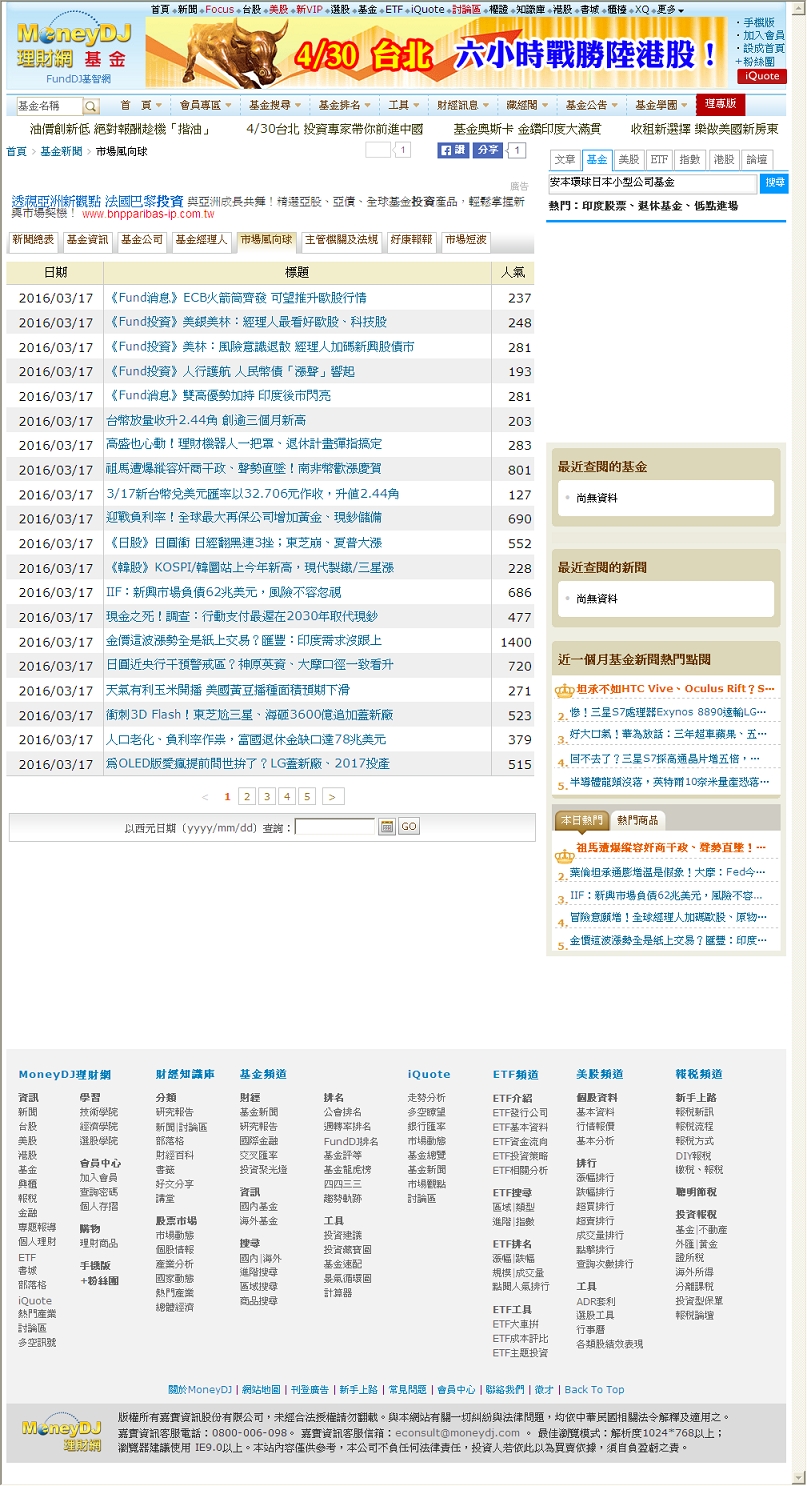 首頁 新聞 Focus 台股 美股 新VIP 選股 基金 ETF iQuote 討論區 權證 知識庫 港股 書城 櫃檯 XQ 更多
MoneyDJ
理財網 基金
FundDJ基智網
4/30 台北 六小時戰勝陸港股！
手機版
加入會員
設成首頁
+粉絲團
iQuote
基金名稱 首 頁 會員專區 基金搜尋 基金排名 工具 財經訊息 嚴經閣 基金公告 基金學園 理專版
油價創新低 絕對報酬趁機「揩油」 4/30台北 投資專家帶你前進中國 基金奧斯卡 金鑽印度大滿貫 收租新選擇 樂做美國新房東
首頁 > 基金新聞 > 市場風向球
1 讚 分享 1
廣告
透視亞洲新觀點 法國巴黎投資 與亞洲成長共舞！精選亞股、亞債、全球基金投資產品，輕鬆掌握新
興市場契機！ www.bnpparibas-ip.com.tw
新聞總表 基金資訊 基金公司 基金經理人 市場風向球 主管機關及法規 好康報報 市場短波
日期 標題 人氣
2016/03/17 《Fund消息》ECB火箭筒齊發 可望推升歐股行情 237
2016/03/17 《Fund投資》美銀美林：經理人最看好歐股、科技股 248
2016/03/17 《Fund投資》美林：風險意識退散 經理人加碼新興股債市 281
2016/03/17 《Fund投資》人行護航 人民幣債「漲聲」響起 193
2016/03/17 《Fund消息》雙高優勢加持 印度後市閃亮 281
2016/03/17 台幣放量收升2.44角 創逾三個月新高 203
2016/03/17 高盛也心動！理財機器人一把罩、退休計畫彈指搞定 283
2016/03/17 祖馬遭爆縱容奸商干政、聲勢直墜！南非幣歡漲慶賀 801
2016/03/17 3/17新台幣兌美元匯率以32.706元作收，升值2.44角 127
2016/03/17 迎戰負利率！全球最大再保公司增加黃金、現鈔儲備 690
2016/03/17 《日股》日圓衝 日經翻黑連3挫；東芝崩、夏普大漲 552
2016/03/17 《韓股》KOSPI/韓圜站上今年新高，現代製鐵/三星漲 228
2016/03/17 IIF：新興市場負債62兆美元，風險不容忽視 686
2016/03/17 現金之死！調查：行動支付最遲在2030年取代現鈔 477
2016/03/17 金價這波漲勢全是紙上交易？匯豐：印度需求沒跟上 1400
2016/03/17 日圓近央行干預警戒區？神原英資、大摩口徑一致看升 720
2016/03/17 天氣有利玉米開播 美國黃豆播種面積預期下滑 271
2016/03/17 衝刺3D Flash！東芝尬三星、海砸3600億追加蓋新廠 523
2016/03/17 人口老化、負利率作祟，富國退休金缺口達78兆美元 379
2016/03/17 為OLED版愛瘋提前問世拚了？LG蓋新廠、2017投產 515
< 1 2 3 4 5 >
以西元日期（yyyy/mm/dd）查詢： GO
文章 基金 美股 ETF 指數 港股 論壇
安本環球日本小型公司基金 搜尋
熱門：印度股票、退休基金、低點進場
最近查閱的基金
尚無資料
最近查閱的新聞
尚無資料
近一個月基金新聞熱門點閱
坦承不如HTC Vive、Oculus Rift？S…
2. 慘！三星S7處理器Exynos 8890遠輸LG…
3. 好大口氣！華為放話：三年超車蘋果、五…
4. 回不去了？三星S7採高通晶片增五倍，…
5. 半導體龍頭沒落，英特爾10奈米量產恐落…
本日熱門 熱門商品
祖馬遭爆縱容奸商干政、聲勢直墜！…
2. 葉倫坦承通膨增溫是假象！大摩：Fed今…
3. IIF：新興市場負債62兆美元，風險不容…
4. 冒險意願增！全球經理人加碼歐股、原物…
5. 金價這波漲勢全是紙上交易？匯豐：印度…
MoneyDJ理財網
資訊
新聞
台股
美股
港股
基金
興櫃
報稅
金融
專題報導
個人理財
ETF
書城
部落格
iQuote
熱門產業
討論區
多空訊號
學習
技術學院
經濟學院
選股學院
會員中心
加入會員
查詢密碼
個人存摺
購物
理財商品
手機版
+粉絲團
財經知識庫
分類
研究報告
新聞|討論區
部落格
財經百科
書籤
好文分享
講堂
股票市場
市場動態
個股情報
產業分析
國家動態
熱門產業
總體經濟
基金頻道
財經
基金新聞
研究報告
國際金融
交叉匯率
投資聚光燈
資訊
國內基金
海外基金
搜尋
國內|海外
進階搜尋
區域搜尋
商品搜尋
排名
公會排名
週轉率排名
FundDJ排名
基金評等
基金龍虎榜
四四三三
趨勢軌跡
工具
投資建議
投資藏寶圖
基金速配
景氣循環圖
計算器
iQuote
走勢分析
多空瞭望
銀行匯率
市場動態
基金總覽
基金新聞
市場觀點
討論區
ETF頻道
ETF介紹
ETF發行公司
ETF基本資料
ETF資金流向
ETF投資策略
ETF相關分析
ETF搜尋
區域|類型
進階|指數
ETF排名
漲幅|跌幅
規模|成交量
點閱人氣排行
ETF工具
ETF大車拚
ETF成本評比
ETF主題投資
美股頻道
個股資料
基本資料
行情報價
基本分析
排行
漲幅排行
跌幅排行
超買排行
超賣排行
成交量排行
點擊排行
查詢次數排行
工具
ADR套利
選股工具
行事曆
各類股績效表現
報稅頻道
新手上路
報稅新訊
報稅流程
報稅方式
DIY報稅
繳稅、報稅
聰明節稅
投資報稅
基金|不動產
外匯|黃金
證所稅
海外所得
分離課稅
投資型保單
報稅論壇
關於MoneyDJ | 網站地圖 | 刊登廣告 | 新手上路 | 常見問題 | 會員中心 | 聯絡我們 | 徵才 | Back To Top
MoneyDJ
理財網
版權所有嘉實資訊股份有限公司，未經合法授權請勿翻載。與本網站有關一切糾紛與法律問題，均依中華民國相關法令解釋及適用之。
嘉實資訊客服電話：0800-006-098。 嘉實資訊客服信箱：econsult@moneydj.com 。 最佳瀏覽模式：解析度1024*768以上；
瀏覽器建議使用 IE9.0以上。本站內容僅供參考，本公司不負任何法律責任，投資人若依此以為買賣依據，須自負盈虧之責。